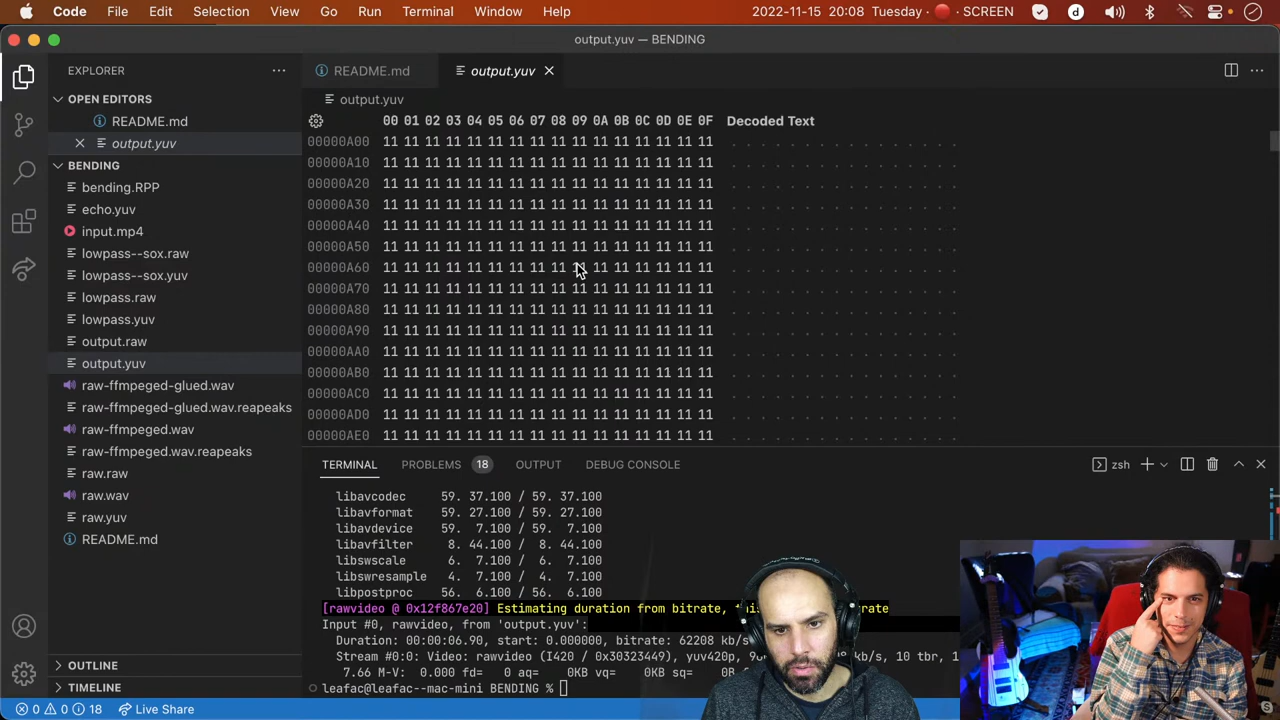 Code File Edit Selection View Go Run Terminal Window Help 2022-11-15 20:08 Tuesday SCREEN
output.yuv — BENDING
EXPLORER
README.md output.yuv
OPEN EDITORS
README.md
output.yuv
BENDING
bending.RPP
echo.yuv
input.mp4
lowpass--sox.raw
lowpass--sox.yuv
lowpass.raw
lowpass.yuv
output.raw
output.yuv
raw-ffmpeged-glued.wav
raw-ffmpeged-glued.wav.reapeaks
raw-ffmpeged.wav
raw-ffmpeged.wav.reapeaks
raw.raw
raw.wav
raw.yuv
README.md
OUTLINE
TIMELINE
output.yuv
00 01 02 03 04 05 06 07 08 09 0A 0B 0C 0D 0E 0F Decoded Text
00000A00 11 11 11 11 11 11 11 11 11 11 11 11 11 11 11 11 . . . . . . . . . . . . . . . .
00000A10 11 11 11 11 11 11 11 11 11 11 11 11 11 11 11 11 . . . . . . . . . . . . . . . .
00000A20 11 11 11 11 11 11 11 11 11 11 11 11 11 11 11 11 . . . . . . . . . . . . . . . .
00000A30 11 11 11 11 11 11 11 11 11 11 11 11 11 11 11 11 . . . . . . . . . . . . . . . .
00000A40 11 11 11 11 11 11 11 11 11 11 11 11 11 11 11 11 . . . . . . . . . . . . . . . .
00000A50 11 11 11 11 11 11 11 11 11 11 11 11 11 11 11 11 . . . . . . . . . . . . . . . .
00000A60 11 11 11 11 11 11 11 11 11 11 11 11 11 11 11 11 . . . . . . . . . . . . . . . .
00000A70 11 11 11 11 11 11 11 11 11 11 11 11 11 11 11 11 . . . . . . . . . . . . . . . .
00000A80 11 11 11 11 11 11 11 11 11 11 11 11 11 11 11 11 . . . . . . . . . . . . . . . .
00000A90 11 11 11 11 11 11 11 11 11 11 11 11 11 11 11 11 . . . . . . . . . . . . . . . .
00000AA0 11 11 11 11 11 11 11 11 11 11 11 11 11 11 11 11 . . . . . . . . . . . . . . . .
00000AB0 11 11 11 11 11 11 11 11 11 11 11 11 11 11 11 11 . . . . . . . . . . . . . . . .
00000AC0 11 11 11 11 11 11 11 11 11 11 11 11 11 11 11 11 . . . . . . . . . . . . . . . .
00000AD0 11 11 11 11 11 11 11 11 11 11 11 11 11 11 11 11 . . . . . . . . . . . . . . . .
00000AE0 11 11 11 11 11 11 11 11 11 11 11 11 11 11 11 11 . . . . . . . . . . . . . . . .
TERMINAL PROBLEMS 18 OUTPUT DEBUG CONSOLE zsh
libavcodec 59. 37.100 / 59. 37.100
libavformat 59. 27.100 / 59. 27.100
libavdevice 59. 7.100 / 59. 7.100
libavfilter 8. 44.100 / 8. 44.100
libswscale 6. 7.100 / 6. 7.100
libswresample 4. 7.100 / 4. 7.100
libpostproc 56. 6.100 / 56. 6.100
[rawvideo @ 0x12f867e20] Estimating duration from bitrate,
Input #0, rawvideo, from 'output.yuv':
Duration: 00:00:06.90, start: 0.000000, bitrate: 62208 kb/s
Stream #0:0: Video: rawvideo (I420 / 0x30323449), yuv420p, kb/s, 10 tbr,
7.66 M-V: 0.000 fd= 0 aq= 0KB vq= 0KB sq= 0B
leafac@leafac--mac-mini BENDING %
0 0 18 Live Share